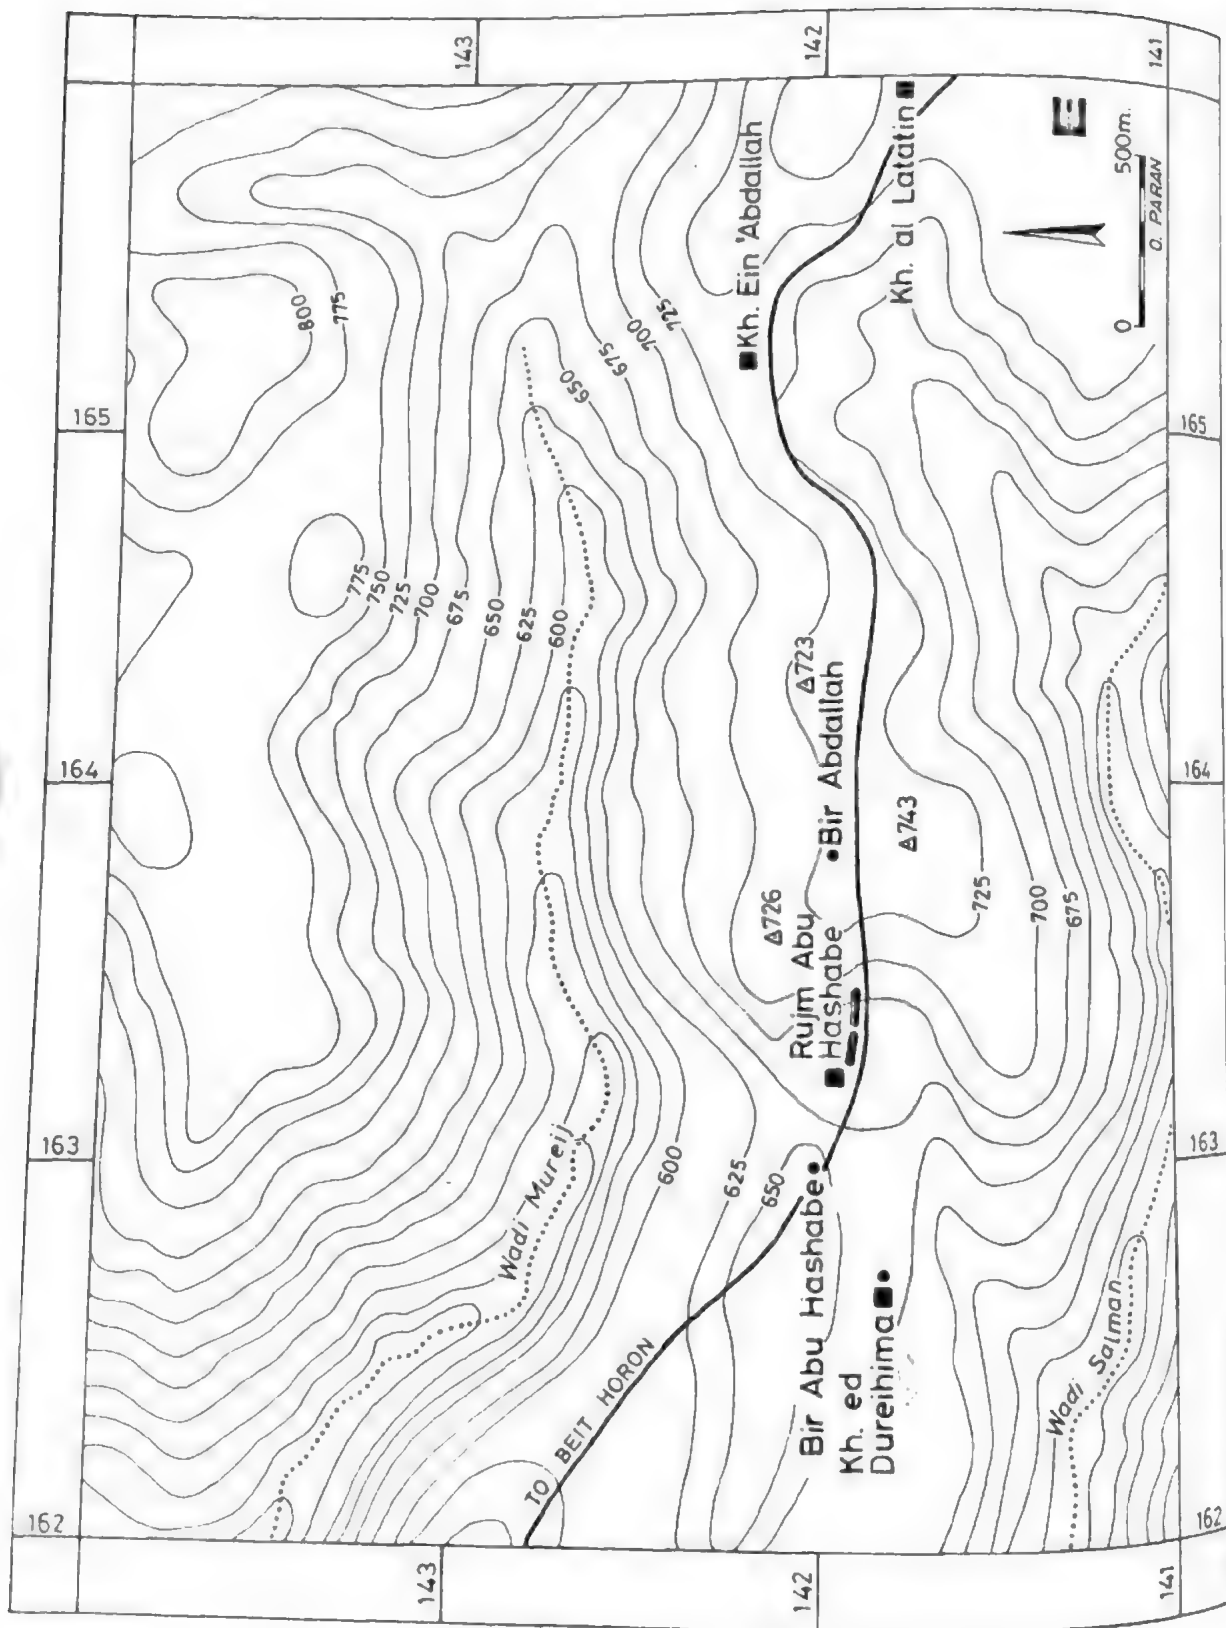 143
142
141
Kh. Ein 'Abdallah
Kh. al Latatin
500m.
0
O. PARAN
800
775
725
700
675
650
165
165
775
750
725
700
675
650
625
600
Δ723
Bir Abdallah
164
164
Δ743
Δ726
Rujm Abu
Hashabe
725
700
675
163
163
Wadi Mureij
600
625
650
Bir Abu Hashabe
Kh. ed
Dureihima
Wadi Salman
TO BEIT HORON
162
162
143
142
141